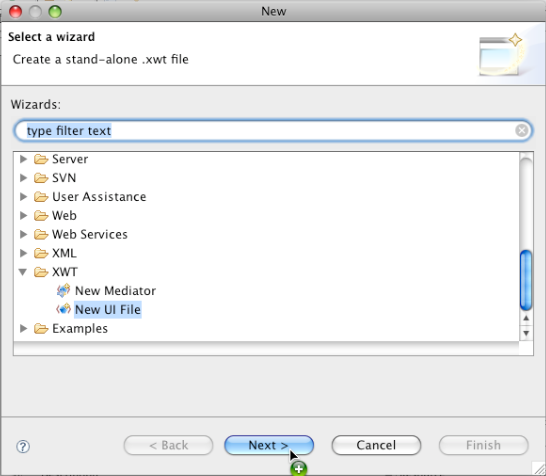 New
Select a wizard
Create a stand-alone .xwt file
Wizards:
type filter text
Server
SVN
User Assistance
Web
Web Services
XML
XWT
New Mediator
New UI File
Examples
?
< Back
Next >
Cancel
Finish